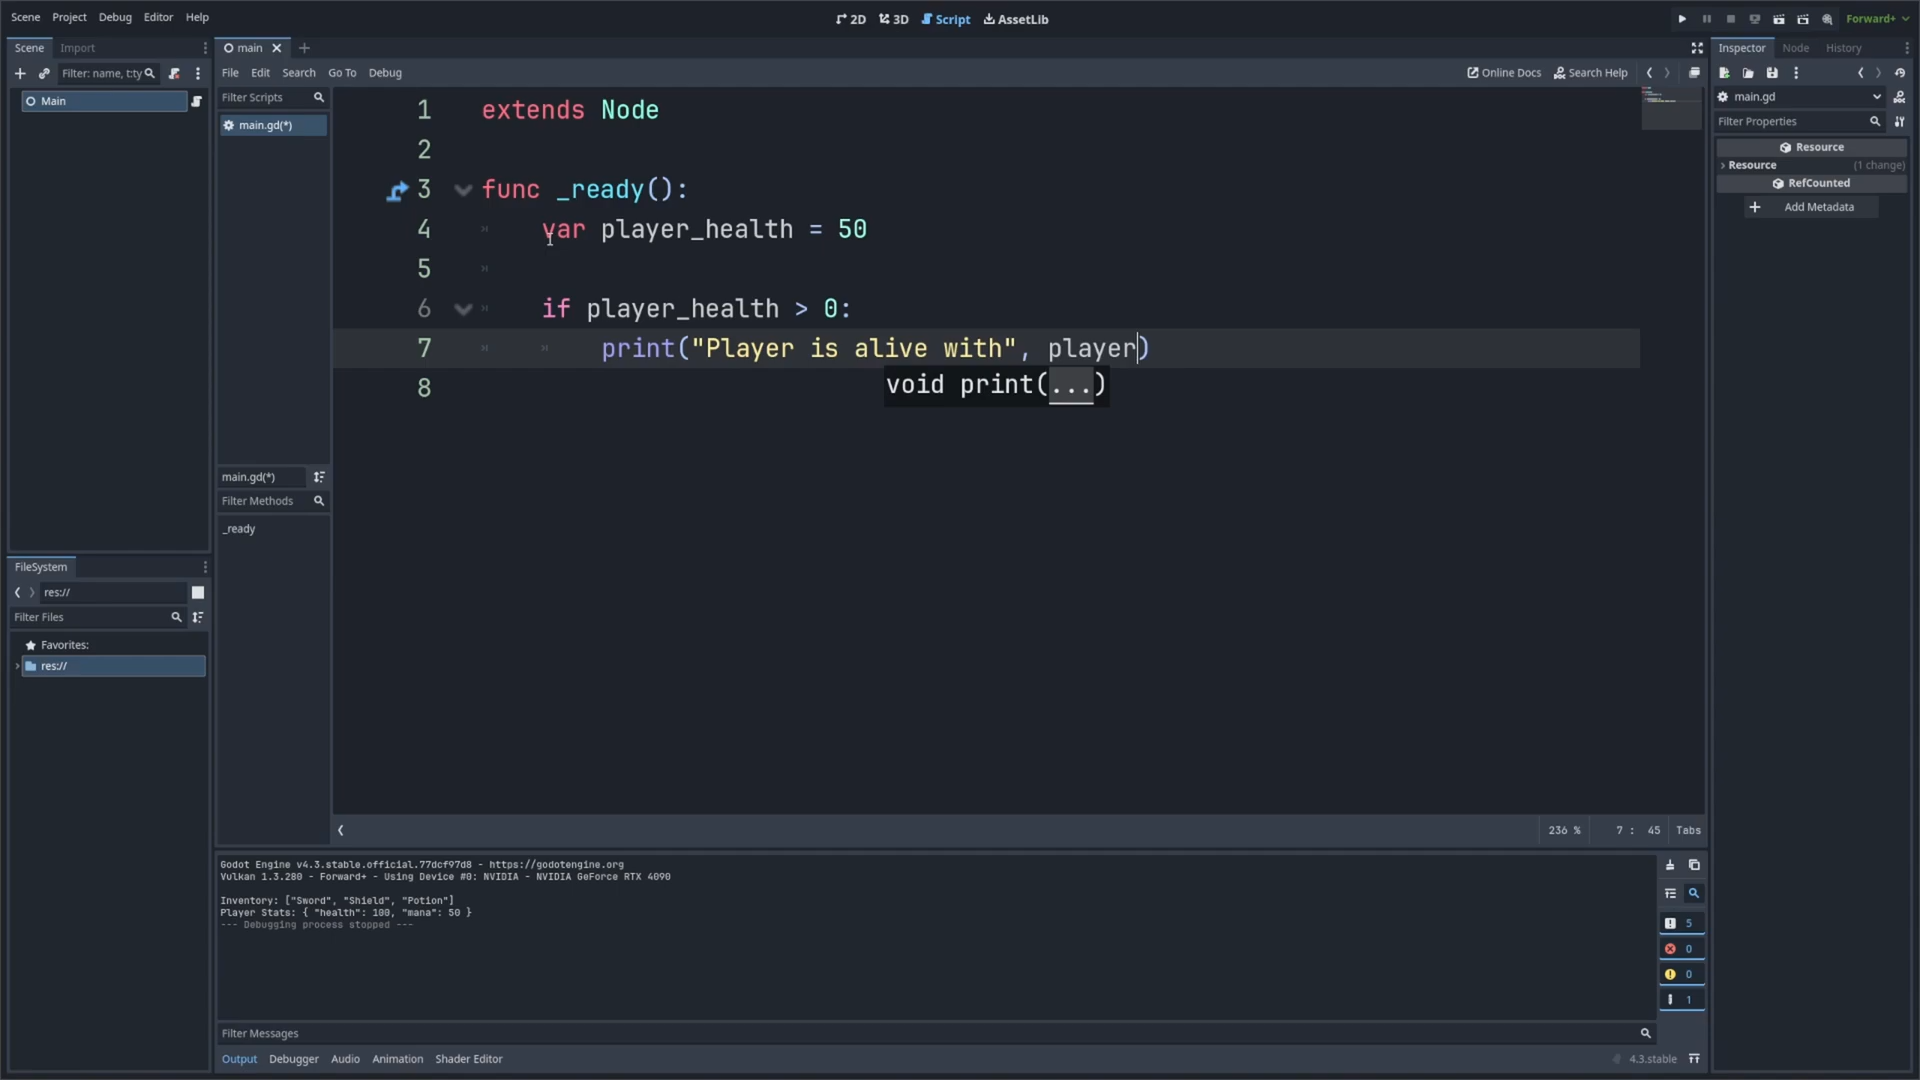 Scene Project Debug Editor Help
2D 3D Script AssetLib
Forward+
Scene Import
main
Inspector Node History
Filter: name, t:ty
File Edit Search Go To Debug
Online Docs Search Help
Main
Filter Scripts
main.gd(*)
main.gd
Filter Properties
Resource
Resource (1 change)
RefCounted
Add Metadata
1 extends Node
2
3 func _ready():
4 var player_health = 50
5
6 if player_health > 0:
7 print("Player is alive with", player)
void print(...)
8
main.gd(*)
Filter Methods
_ready
FileSystem
res://
Filter Files
Favorites:
res://
236 % 7 : 45 Tabs
Godot Engine v4.3.stable.official.77dcf97d8 - https://godotengine.org
Vulkan 1.3.280 - Forward+ - Using Device #0: NVIDIA - NVIDIA GeForce RTX 4090
Inventory: ["Sword", "Shield", "Potion"]
Player Stats: { "health": 100, "mana": 50 }
--- Debugging process stopped ---
5
0
0
1
Filter Messages
Output Debugger Audio Animation Shader Editor
4.3.stable